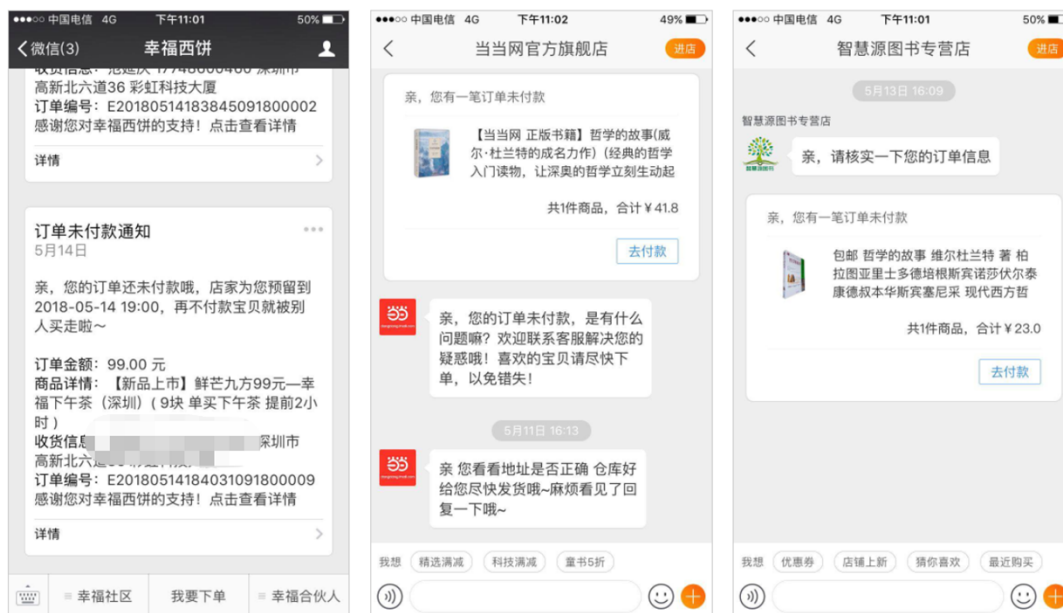 中国电信 4G 下午11:01 50%
微信(3) 幸福西饼
高新北六道36 彩虹科技大厦
订单编号：E20180514183845091800002
感谢您对幸福西饼的支持！点击查看详情
详情
订单未付款通知
5月14日
亲，您的订单还未付款哦，店家为您预留到
2018-05-14 19:00，再不付款宝贝就被别
人买走啦～
订单金额：99.00 元
商品详情：【新品上市】鲜芒九方99元—幸
福下午茶（深圳）( 9块 单买下午茶 提前2小
时 )
收货信息 深圳市
高新北六道
订单编号：E20180514184031091800009
感谢您对幸福西饼的支持！点击查看详情
详情
幸福社区 我要下单 幸福合伙人
中国电信 4G 下午11:02 49%
当当网官方旗舰店 进店
亲，您有一笔订单未付款
【当当网 正版书籍】哲学的故事(威
尔·杜兰特的成名力作）(经典的哲学
入门读物，让深奥的哲学立刻生动起
共1件商品，合计￥41.8
去付款
亲，您的订单未付款，是有什么
问题嘛？欢迎联系客服解决您的
疑惑哦！喜欢的宝贝请尽快下
单，以免错失！
5月11日 16:13
亲 您看看地址是否正确 仓库好
给您尽快发货哦~麻烦看见了回
复一下哦~
我想 精选满减 科技满减 童书5折
中国电信 4G 下午11:01 50%
智慧源图书专营店 进店
5月13日 16:09
智慧源图书专营店
亲，请核实一下您的订单信息
亲，您有一笔订单未付款
包邮 哲学的故事 维尔杜兰特 著 柏
拉图亚里士多德培根斯宾诺莎伏尔泰
康德叔本华斯宾塞尼采 现代西方哲
共1件商品，合计￥23.0
去付款
我想 优惠券 店铺上新 猜你喜欢 最近购买